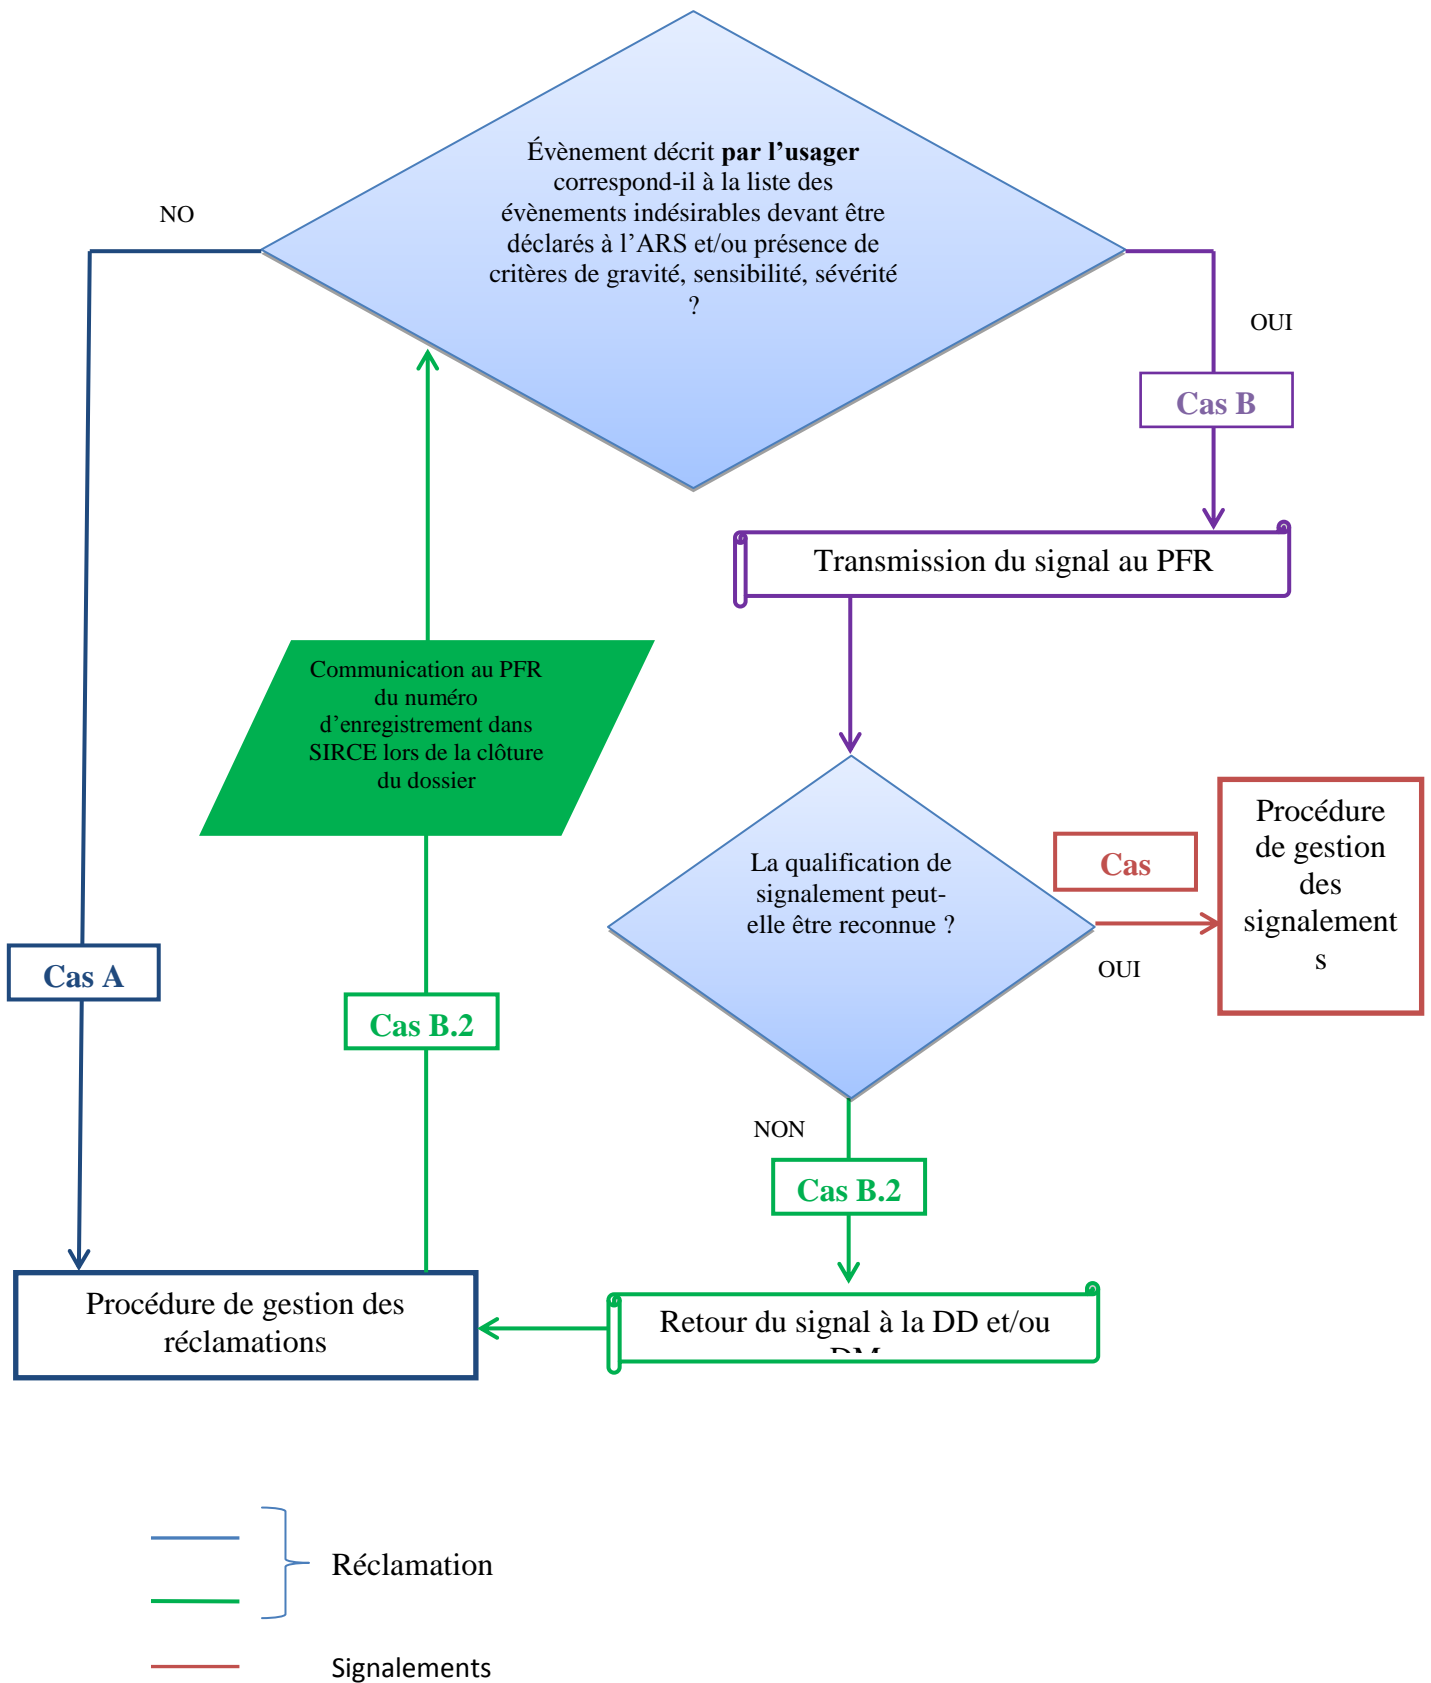 Évènement décrit par l’usager
correspond-il à la liste des
évènements indésirables devant être
déclarés à l’ARS et/ou présence de
critères de gravité, sensibilité, sévérité
?
NO
OUI
Cas B
Transmission du signal au PFR
Communication au PFR
du numéro
d’enregistrement dans
SIRCE lors de la clôture
du dossier
La qualification de
signalement peut-
elle être reconnue ?
Cas
OUI
Procédure
de gestion
des
signalement
s
Cas A
Cas B.2
NON
Cas B.2
Procédure de gestion des
réclamations
Retour du signal à la DD et/ou
DM
Réclamation
Signalements